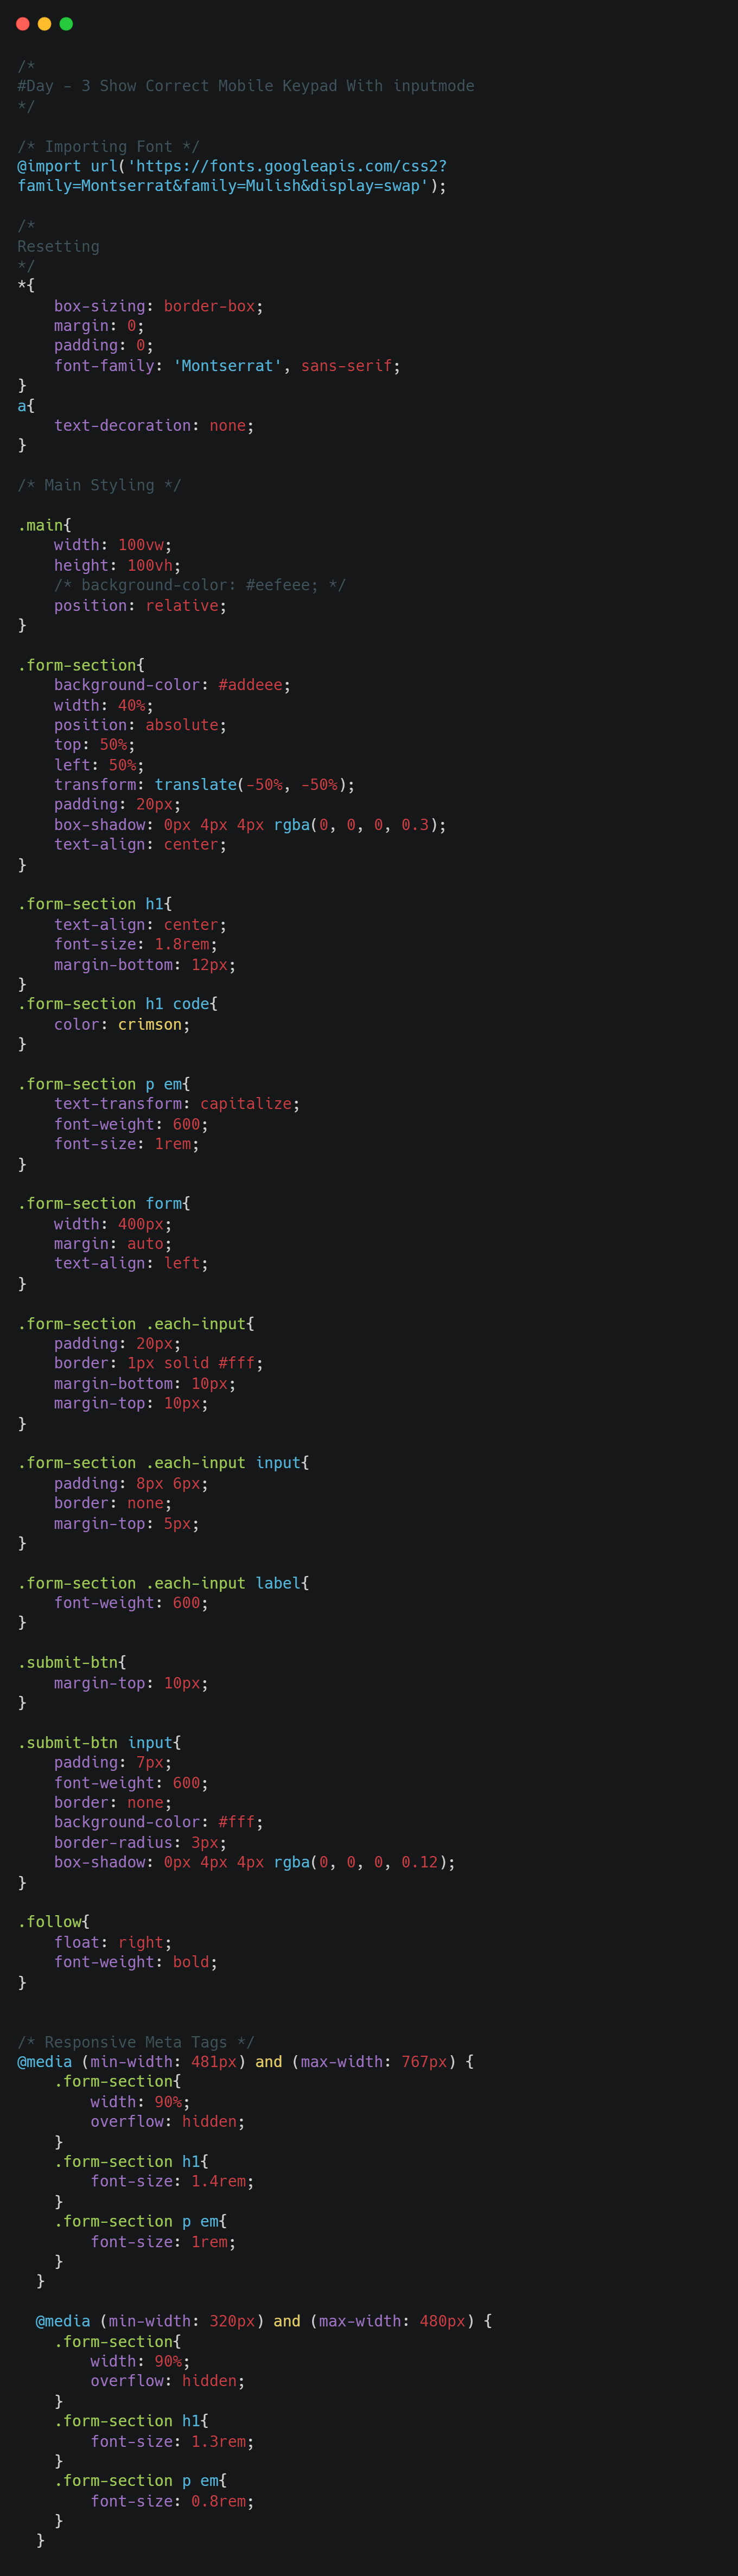 /*
#Day - 3 Show Correct Mobile Keypad With inputmode
*/

/* Importing Font */
@import url('https://fonts.googleapis.com/css2?
family=Montserrat&family=Mulish&display=swap');

/*
Resetting
*/
*{
    box-sizing: border-box;
    margin: 0;
    padding: 0;
    font-family: 'Montserrat', sans-serif;
}
a{
    text-decoration: none;
}

/* Main Styling */

.main{
    width: 100vw;
    height: 100vh;
    /* background-color: #eefeee; */
    position: relative;
}

.form-section{
    background-color: #addeee;
    width: 40%;
    position: absolute;
    top: 50%;
    left: 50%;
    transform: translate(-50%, -50%);
    padding: 20px;
    box-shadow: 0px 4px 4px rgba(0, 0, 0, 0.3);
    text-align: center;
}

.form-section h1{
    text-align: center;
    font-size: 1.8rem;
    margin-bottom: 12px;
}
.form-section h1 code{
    color: crimson;
}

.form-section p em{
    text-transform: capitalize;
    font-weight: 600;
    font-size: 1rem;
}

.form-section form{
    width: 400px;
    margin: auto;
    text-align: left;
}

.form-section .each-input{
    padding: 20px;
    border: 1px solid #fff;
    margin-bottom: 10px;
    margin-top: 10px;
}

.form-section .each-input input{
    padding: 8px 6px;
    border: none;
    margin-top: 5px;
}

.form-section .each-input label{
    font-weight: 600;
}

.submit-btn{
    margin-top: 10px;
}

.submit-btn input{
    padding: 7px;
    font-weight: 600;
    border: none;
    background-color: #fff;
    border-radius: 3px;
    box-shadow: 0px 4px 4px rgba(0, 0, 0, 0.12);
}

.follow{
    float: right;
    font-weight: bold;
}


/* Responsive Meta Tags */
@media (min-width: 481px) and (max-width: 767px) {
    .form-section{
        width: 90%;
        overflow: hidden;
    }
    .form-section h1{
        font-size: 1.4rem;
    }
    .form-section p em{
        font-size: 1rem;
    }
  }

  @media (min-width: 320px) and (max-width: 480px) {
    .form-section{
        width: 90%;
        overflow: hidden;
    }
    .form-section h1{
        font-size: 1.3rem;
    }
    .form-section p em{
        font-size: 0.8rem;
    }
  }